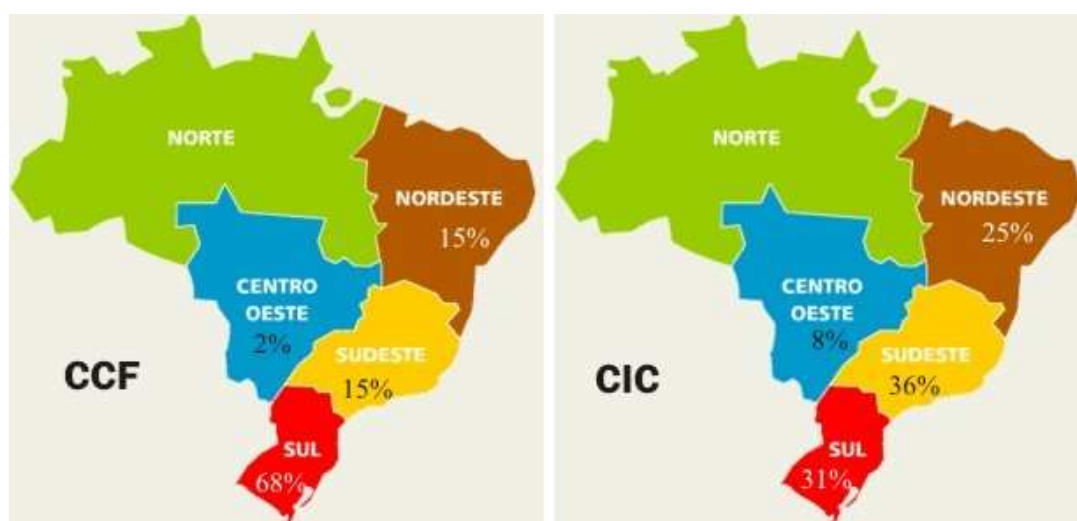 NORTE
NORDESTE
15%
CENTRO
OESTE
2%
SUDESTE
15%
CCF
SUL
68%
NORTE
NORDESTE
25%
CENTRO
OESTE
8%
SUDESTE
36%
CIC
SUL
31%